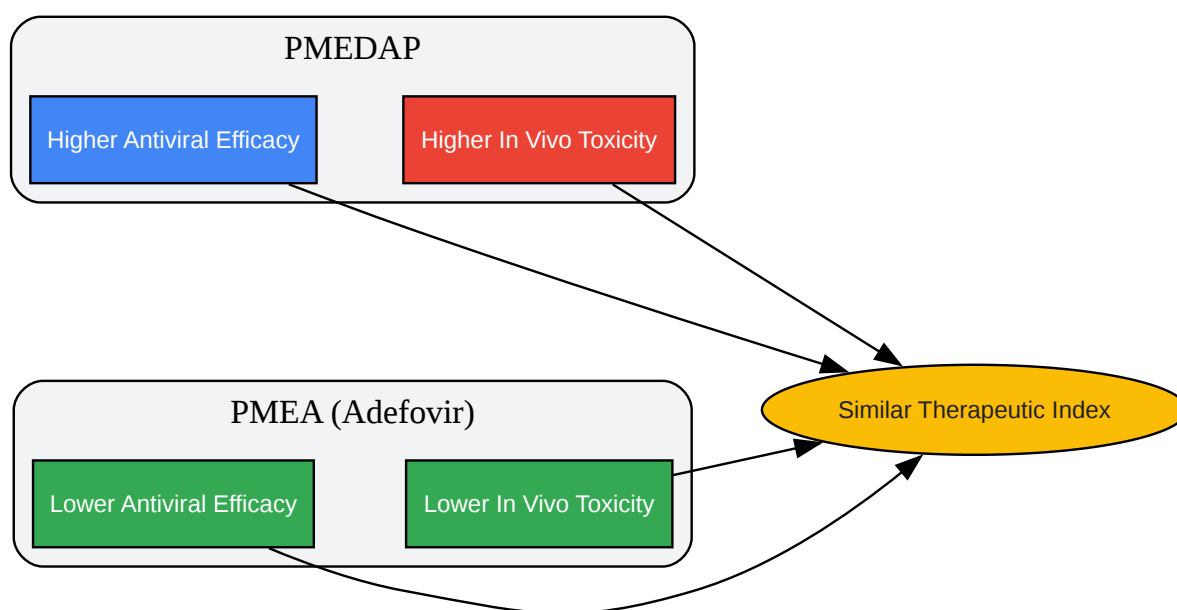 PMEDAP
Higher Antiviral Efficacy
Higher In Vivo Toxicity
Similar Therapeutic Index
PMEA (Adefovir)
Lower Antiviral Efficacy
Lower In Vivo Toxicity